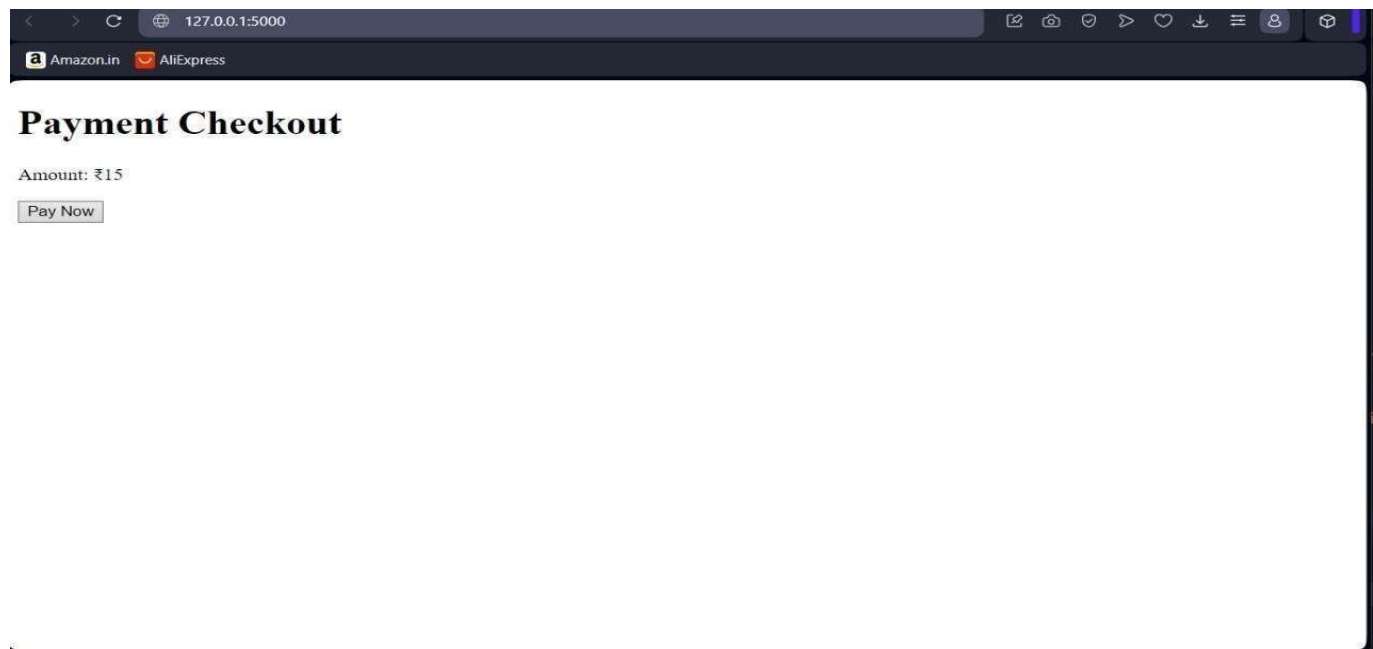 127.0.0.1:5000
a Amazon.in AliExpress
Payment Checkout
Amount: ₹15
Pay Now